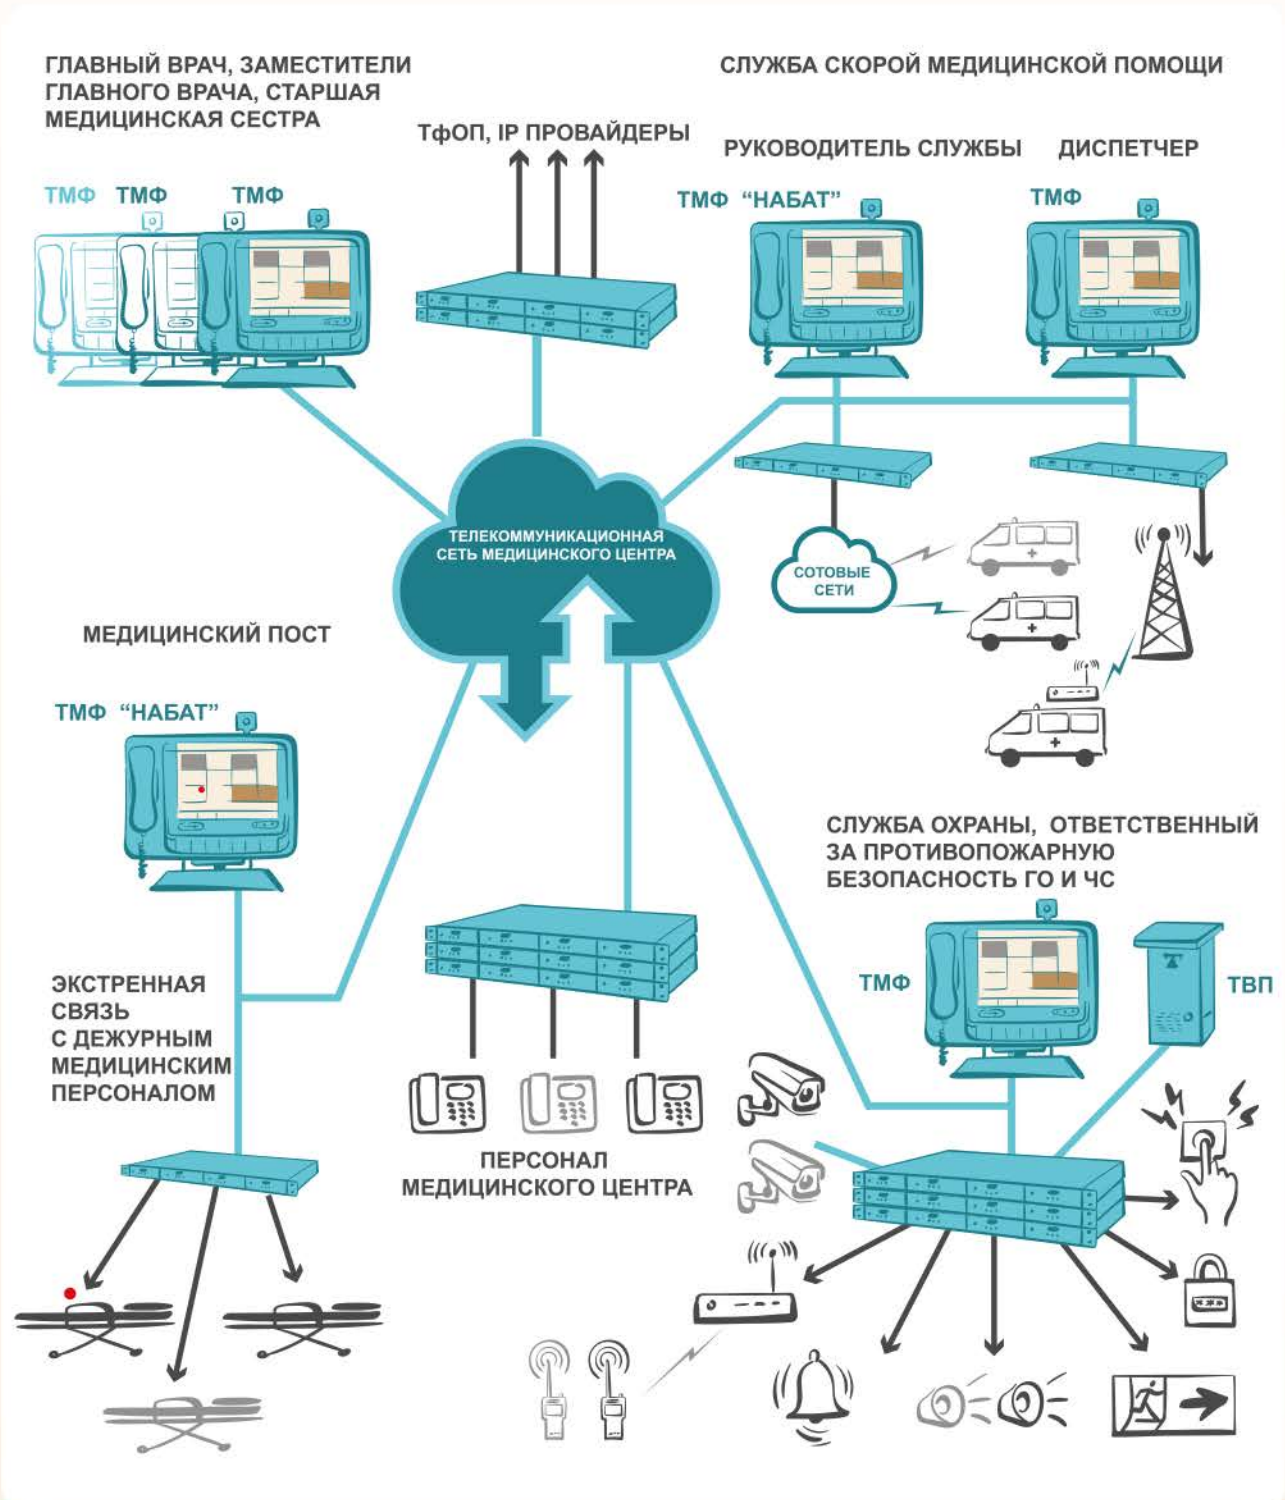 ГЛАВНЫЙ ВРАЧ, ЗАМЕСТИТЕЛИ
ГЛАВНОГО ВРАЧА, СТАРШАЯ
МЕДИЦИНСКАЯ СЕСТРА
ТМФ ТМФ ТМФ
ТфОП, IP ПРОВАЙДЕРЫ
СЛУЖБА СКОРОЙ МЕДИЦИНСКОЙ ПОМОЩИ
РУКОВОДИТЕЛЬ СЛУЖБЫ
ДИСПЕТЧЕР
ТМФ “НАБАТ”
ТМФ
ТЕЛЕКОММУНИКАЦИОННАЯ
СЕТЬ МЕДИЦИНСКОГО ЦЕНТРА
СОТОВЫЕ
СЕТИ
МЕДИЦИНСКИЙ ПОСТ
ТМФ “НАБАТ”
ЭКСТРЕННАЯ
СВЯЗЬ
С ДЕЖУРНЫМ
МЕДИЦИНСКИМ
ПЕРСОНАЛОМ
ПЕРСОНАЛ
МЕДИЦИНСКОГО ЦЕНТРА
СЛУЖБА ОХРАНЫ, ОТВЕТСТВЕННЫЙ
ЗА ПРОТИВОПОЖАРНУЮ
БЕЗОПАСНОСТЬ ГО И ЧС
ТМФ
ТВП